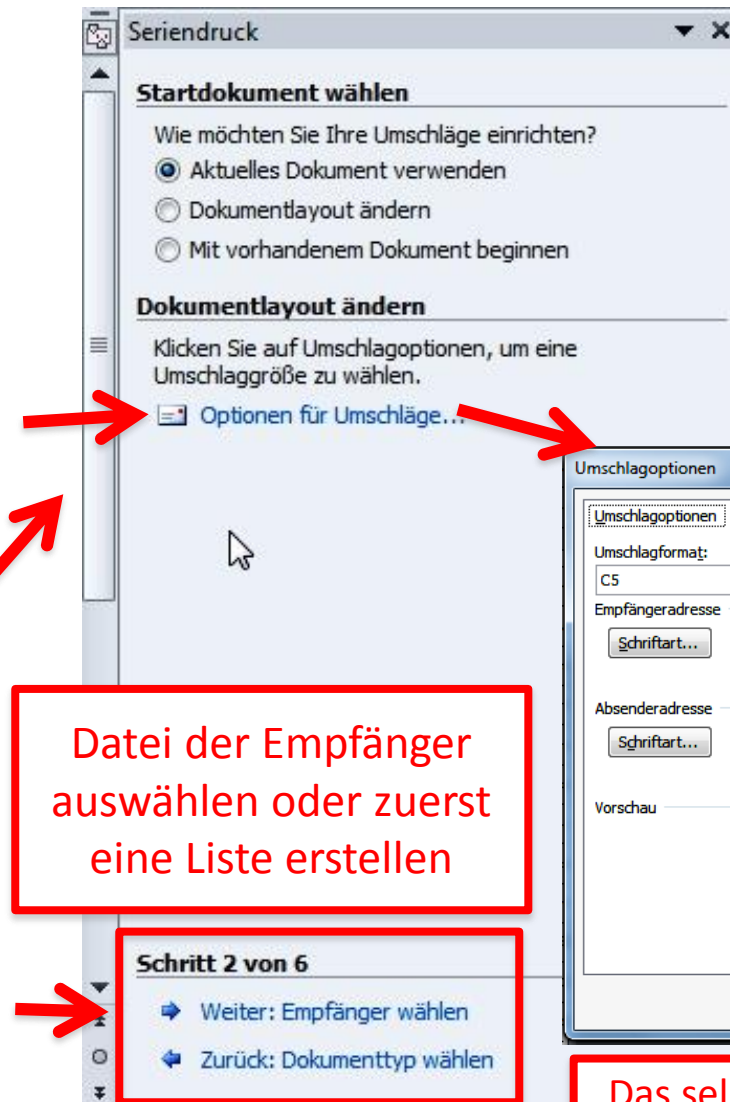 Seriendruck
Startdokument wählen
Wie möchten Sie Ihre Umschläge einrichten?
Aktuelles Dokument verwenden
Dokumentlayout ändern
Mit vorhandenem Dokument beginnen
Dokumentlayout ändern
Klicken Sie auf Umschlagoptionen, um eine
Umschlaggröße zu wählen.
Optionen für Umschläge...
Umschlagoptionen
Umschlagoptionen
Umschlagformat:
C5
Empfängeradresse
Schriftart...
Absenderadresse
Schriftart...
Vorschau
Datei der Empfänger
auswählen oder zuerst
eine Liste erstellen
Schritt 2 von 6
Weiter: Empfänger wählen
Zurück: Dokumenttyp wählen
Das